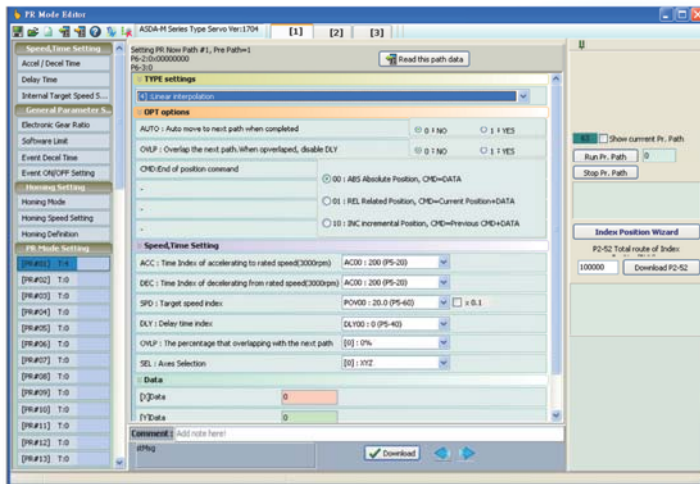 PR Mode Editor
ASDA-M Series Type Servo Ver:1704
[1] [2] [3]
Speed,Time Setting
Accel / Decel Time
Delay Time
Internal Target Speed S...
General Parameter S...
Electronic Gear Ratio
Software Limit
Event Decel Time
Event ON/OFF Setting
Homing Setting
Homing Mode
Homing Speed Setting
Homing Definition
PR Mode Setting
[PR#01] T:4
[PR#02] T:0
[PR#03] T:0
[PR#04] T:0
[PR#05] T:0
[PR#06] T:0
[PR#07] T:0
[PR#08] T:0
[PR#09] T:0
[PR#10] T:0
[PR#11] T:0
[PR#12] T:0
[PR#13] T:0
Setting PR Now Path #1, Pre Path=1
P6-2:0x00000000
P6-3:0
Read this path data
TYPE settings
[4] :Linear interpolation
OPT options
AUTO : Auto move to next path when completed
0 : NO 1 : YES
OVLP : Overlap the next path.When opverlaped, disable DLY
0 : NO 1 : YES
CMD:End of position command
-
-
-
00 : ABS Absolute Position, CMD=DATA
01 : REL Related Position, CMD=Current Position+DATA
10 : INC incremental Position, CMD=Previous CMD+DATA
Speed,Time Setting
ACC : Time Index of accelerating to rated speed(3000rpm) AC00 : 200 (P5-20)
DEC : Time Index of decelerating from rated speed(3000rpm) AC00 : 200 (P5-20)
SPD : Target speed index POV00 : 20.0 (P5-60) x 0.1
DLY : Delay time index DLY00 : 0 (P5-40)
OVLP : The percentage that overlapping with the next path [0] : 0%
SEL : Axes Selection [0] : XYZ
Data
[X]Data 0
[Y]Data 0
Comment : Add note here!
dMsg
Download
Show current Pr. Path
Run Pr. Path 0
Stop Pr. Path
Index Position Wizard
P2-52 Total route of Index
100000 Download P2-52